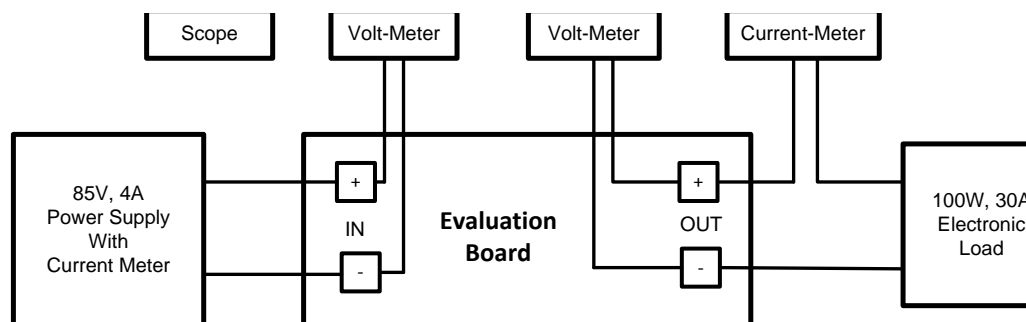 Scope
Volt-Meter
Volt-Meter
Current-Meter
85V, 4A
Power Supply
With
Current Meter
+
IN
-
Evaluation
Board
+
OUT
-
100W, 30A
Electronic
Load